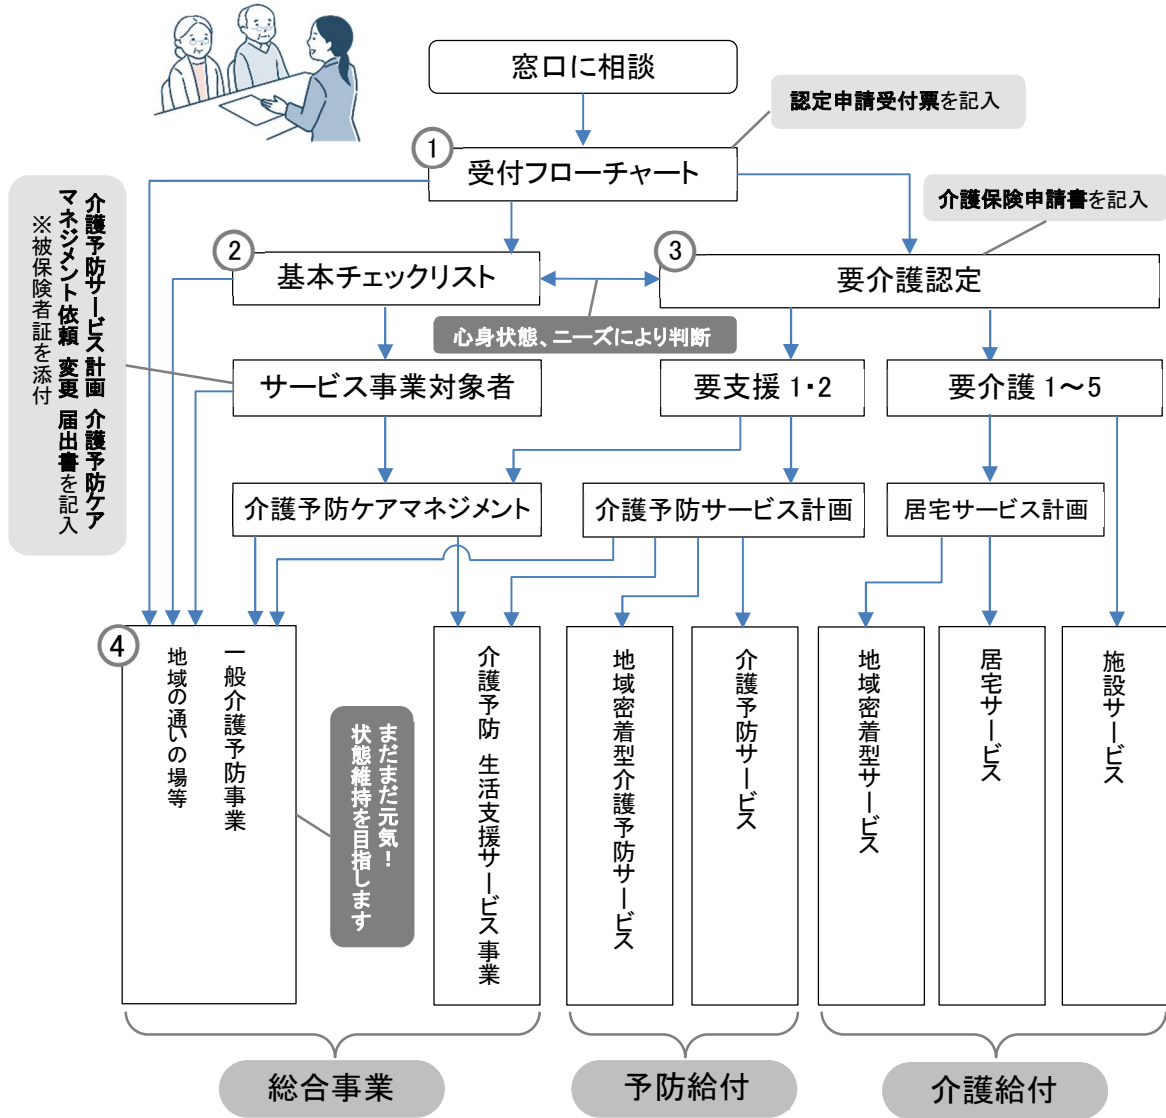 窓口に相談
認定申請受付票を記入
1
受付フローチャート
介護予防サービス計画 介護予防ケア
マネジメント依頼 変更 届出書を記入
※被保険者証を添付
介護保険申請書を記入
2
基本チェックリスト
3
要介護認定
心身状態、ニーズにより判断
サービス事業対象者
要支援1・2
要介護1～5
介護予防ケアマネジメント
介護予防サービス計画
居宅サービス計画
4
一般介護予防事業
地域の通いの場等
まだまだ元気！
状態維持を目指します
介護予防 生活支援サービス事業
地域密着型介護予防サービス
介護予防サービス
地域密着型サービス
居宅サービス
施設サービス
総合事業
予防給付
介護給付